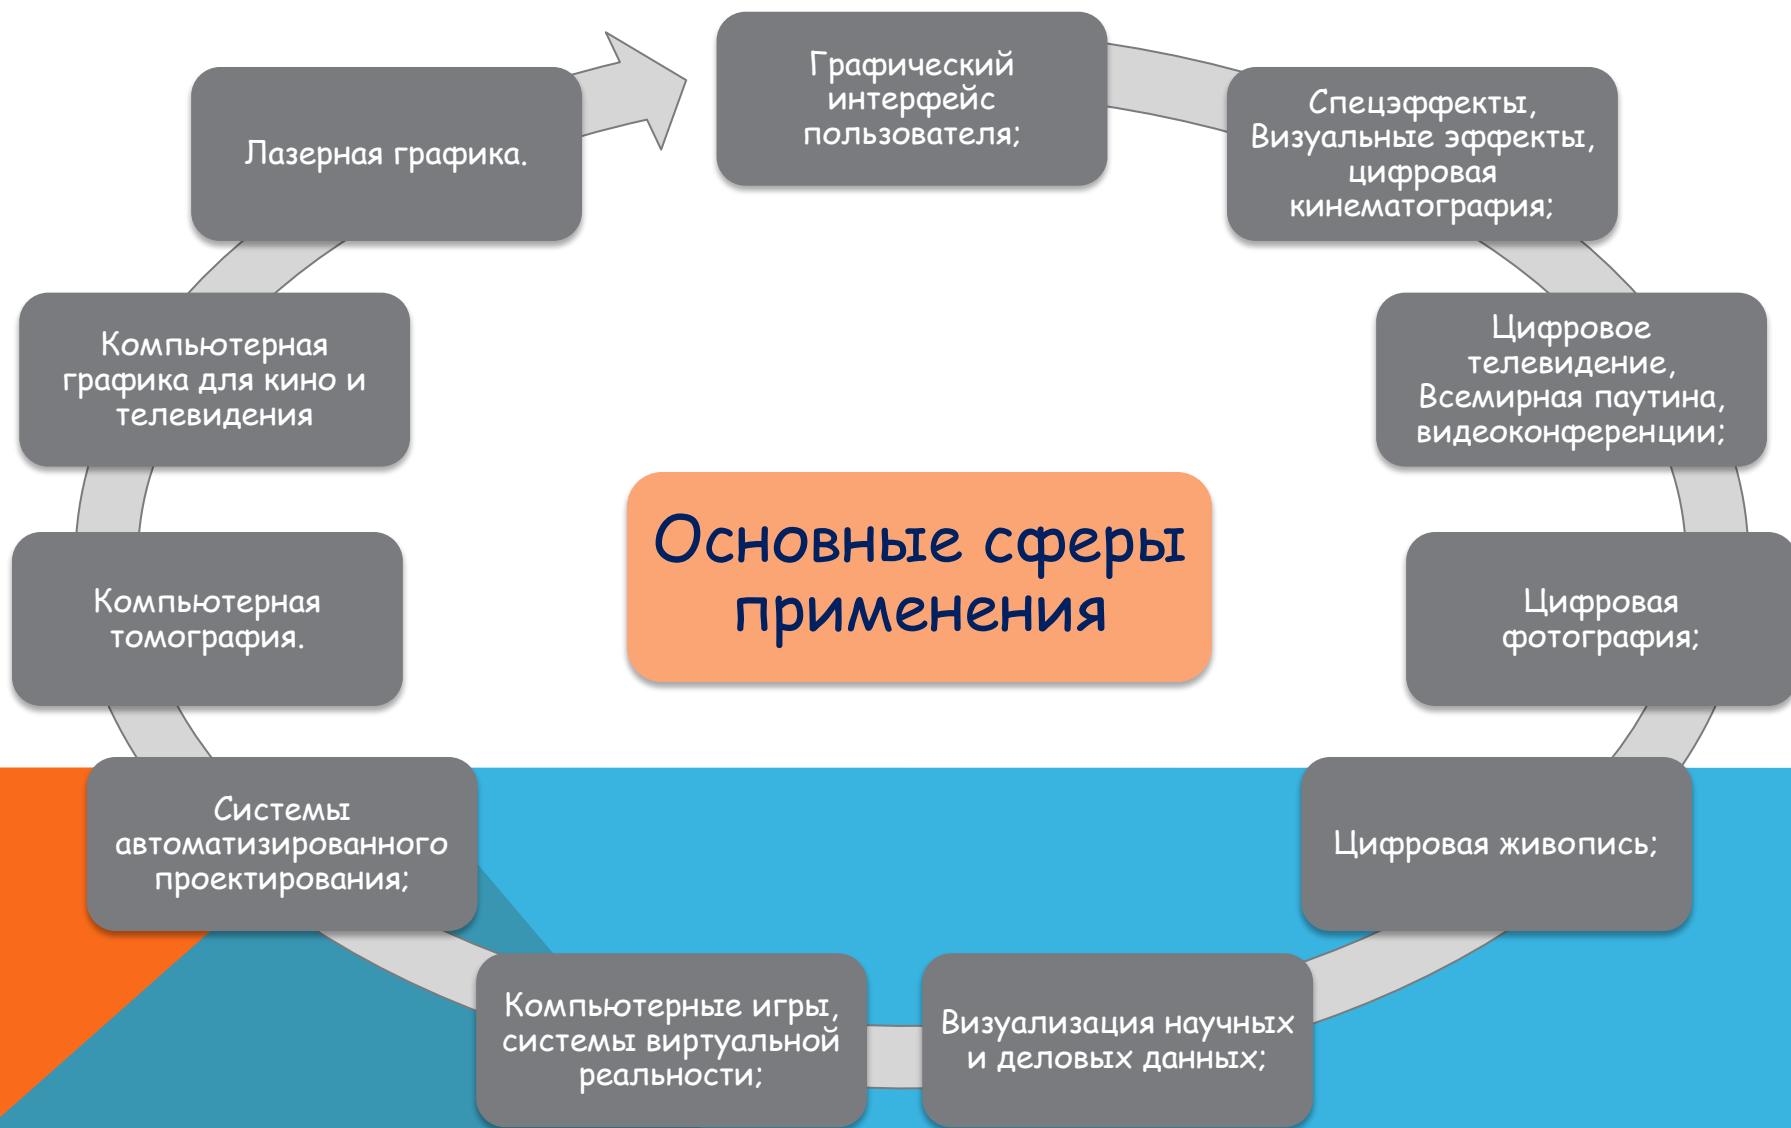 Графический
интерфейс
пользователя;
Спецэффекты,
Визуальные эффекты,
цифровая
кинематография;
Цифровое
телевидение,
Всемирная паутина,
видеоконференции;
Цифровая
фотография;
Цифровая живопись;
Визуализация научных
и деловых данных;
Компьютерные игры,
системы виртуальной
реальности;
Системы
автоматизированного
проектирования;
Компьютерная
томография.
Компьютерная
графика для кино и
телевидения
Лазерная графика.
Основные сферы
применения